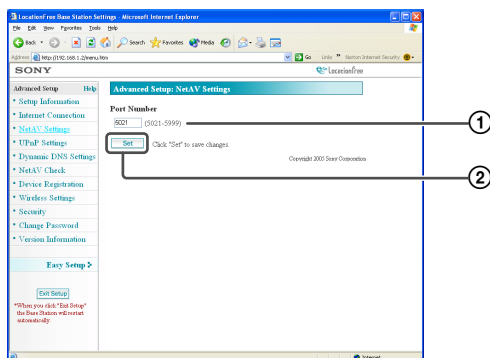 LocationFree Base Station Settings - Microsoft Internet Explorer
File Edit View Favorites Tools Help
Back Search Favorites Media
Address http://192.168.1.2/menu.htm Go Links » Norton Internet Security
SONY LocationFree
Advanced Setup Help
Advanced Setup: NetAV Settings
* Setup Information
* Internet Connection
* NetAV Settings
* UPnP Settings
* Dynamic DNS Settings
* NetAV Check
* Device Registration
* Wireless Settings
* Security
* Change Password
* Version Information
Easy Setup
Exit Setup
*When you click "Exit Setup"
the Base Station will restart
automatically.
Port Number
5021 (5021-5999)
Set Click "Set" to save changes.
Copyright 2005 Sony Corporation
Internet
1
2